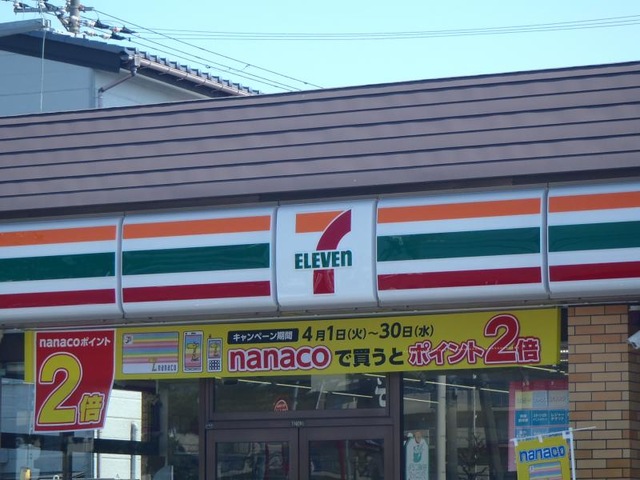 7
ELEVEn
キャンペーン期間 4月1日(火)～30日(水)
nanacoで買うとポイント2倍
nanacoポイント
2倍
nanaco
nanaco